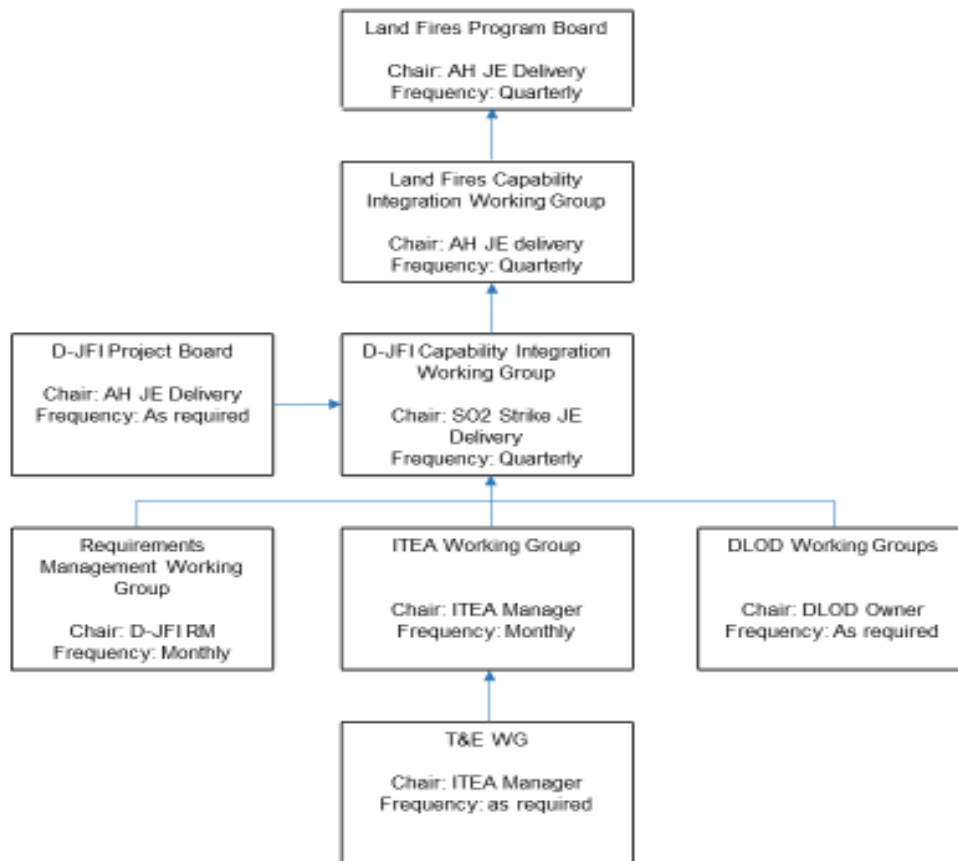 Land Fires Program Board
Chair: AH JE Delivery
Frequency: Quarterly
Land Fires Capability
Integration Working Group
Chair: AH JE delivery
Frequency: Quarterly
D-JFI Project Board
Chair: AH JE Delivery
Frequency: As required
D-JFI Capability Integration
Working Group
Chair: SO2 Strike JE
Delivery
Frequency: Quarterly
Requirements
Management Working
Group
Chair: D-JFI RM
Frequency: Monthly
ITEA Working Group
Chair: ITEA Manager
Frequency: Monthly
DLOD Working Groups
Chair: DLOD Owner
Frequency: As required
T&E WG
Chair: ITEA Manager
Frequency: as required